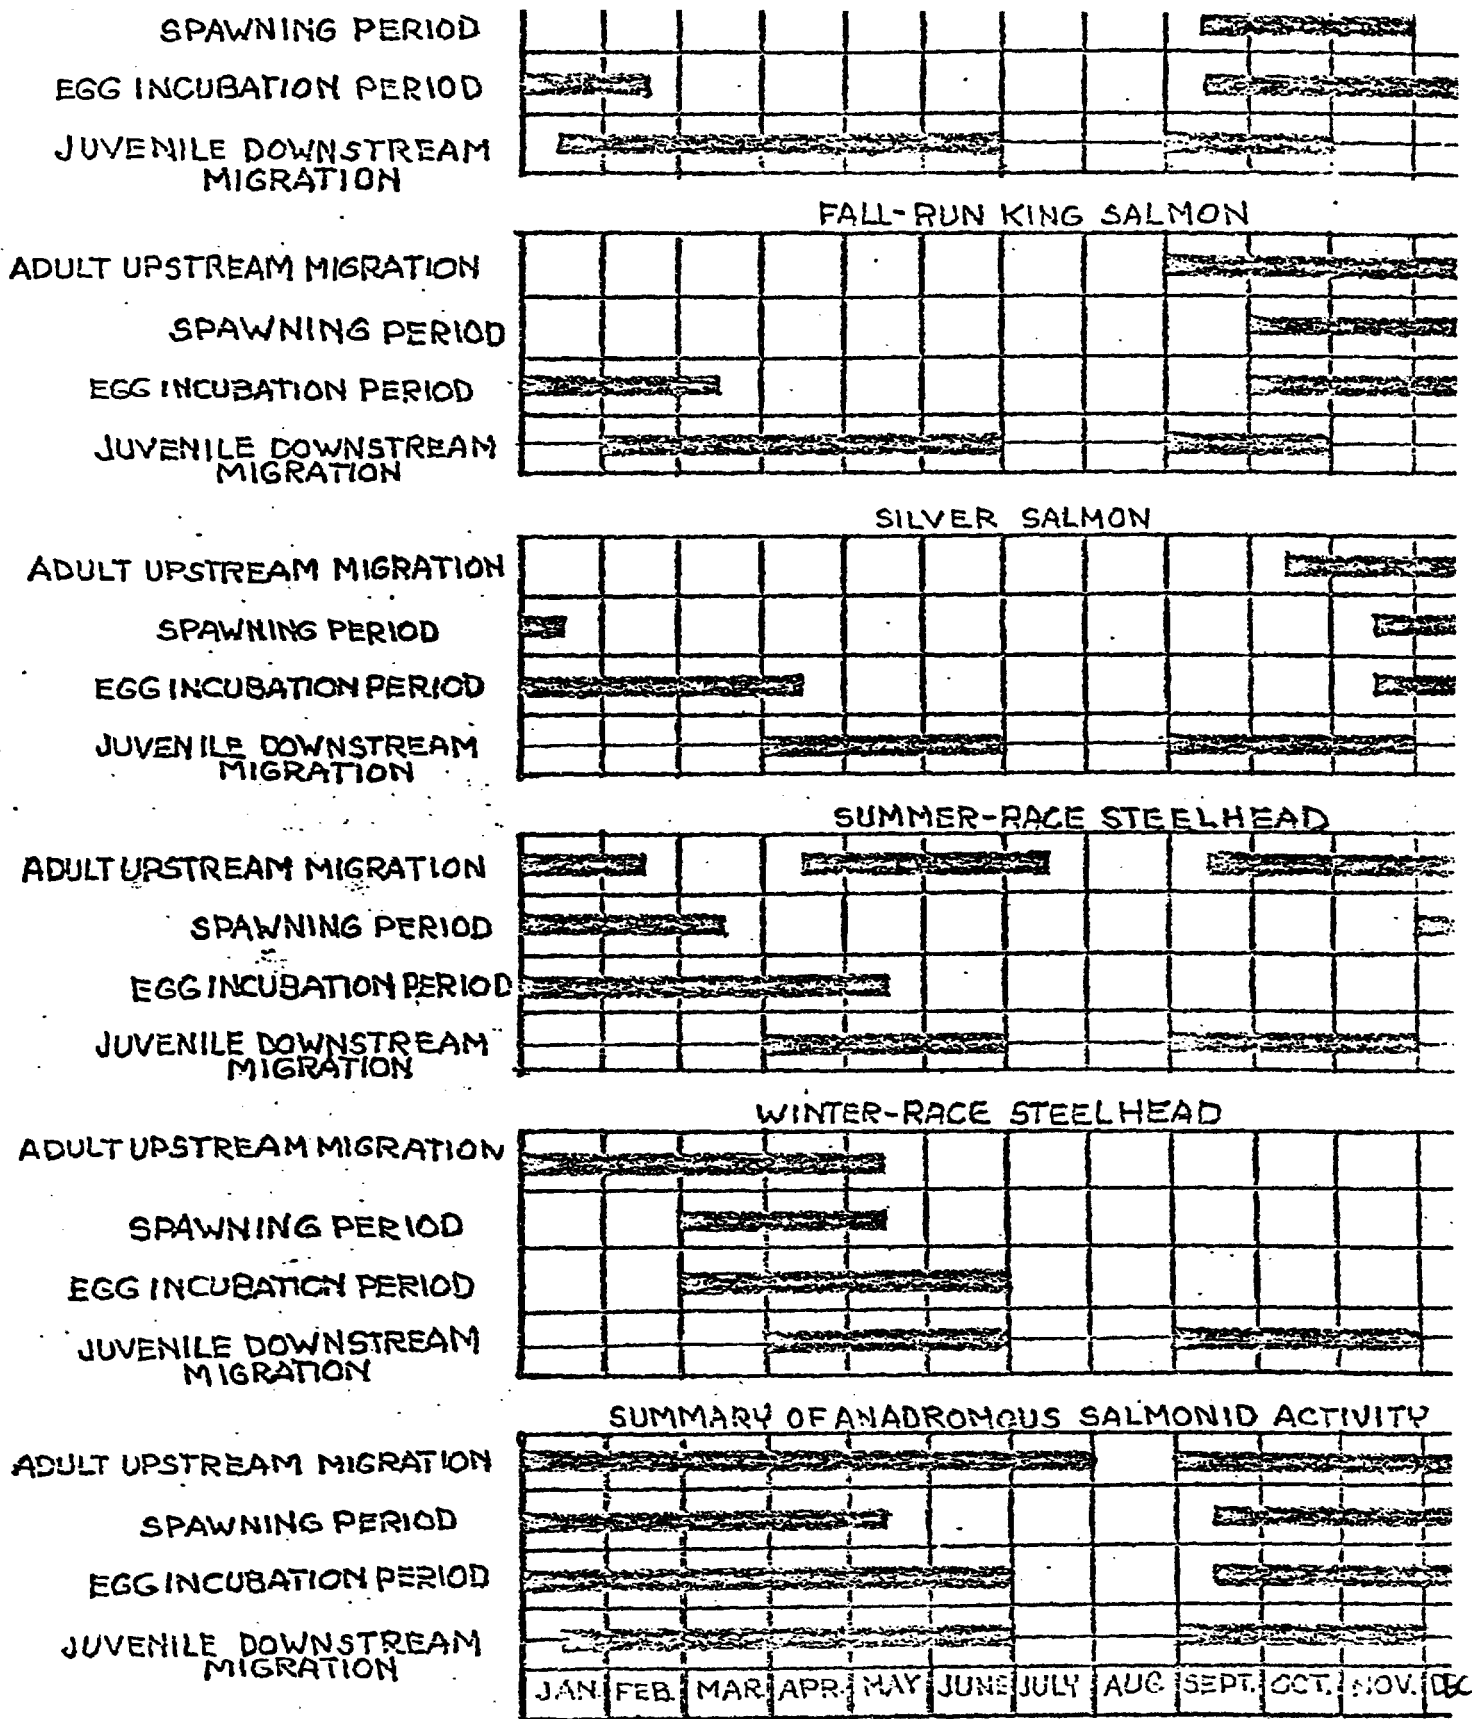 SPAWNING PERIOD
EGG INCUBATION PERIOD
JUVENILE DOWNSTREAM
MIGRATION
FALL-RUN KING SALMON
ADULT UPSTREAM MIGRATION
SPAWNING PERIOD
EGG INCUBATION PERIOD
JUVENILE DOWNSTREAM
MIGRATION
SILVER SALMON
ADULT UPSTREAM MIGRATION
SPAWNING PERIOD
EGG INCUBATION PERIOD
JUVENILE DOWNSTREAM
MIGRATION
SUMMER-RACE STEELHEAD
ADULT UPSTREAM MIGRATION
SPAWNING PERIOD
EGG INCUBATION PERIOD
JUVENILE DOWNSTREAM
MIGRATION
WINTER-RACE STEELHEAD
ADULT UPSTREAM MIGRATION
SPAWNING PERIOD
EGG INCUBATION PERIOD
JUVENILE DOWNSTREAM
MIGRATION
SUMMARY OF ANADROMOUS SALMONID ACTIVITY
ADULT UPSTREAM MIGRATION
SPAWNING PERIOD
EGG INCUBATION PERIOD
JUVENILE DOWNSTREAM
MIGRATION
JAN. FEB. MAR. APR. MAY JUNE JULY AUG SEPT. OCT. NOV. DEC